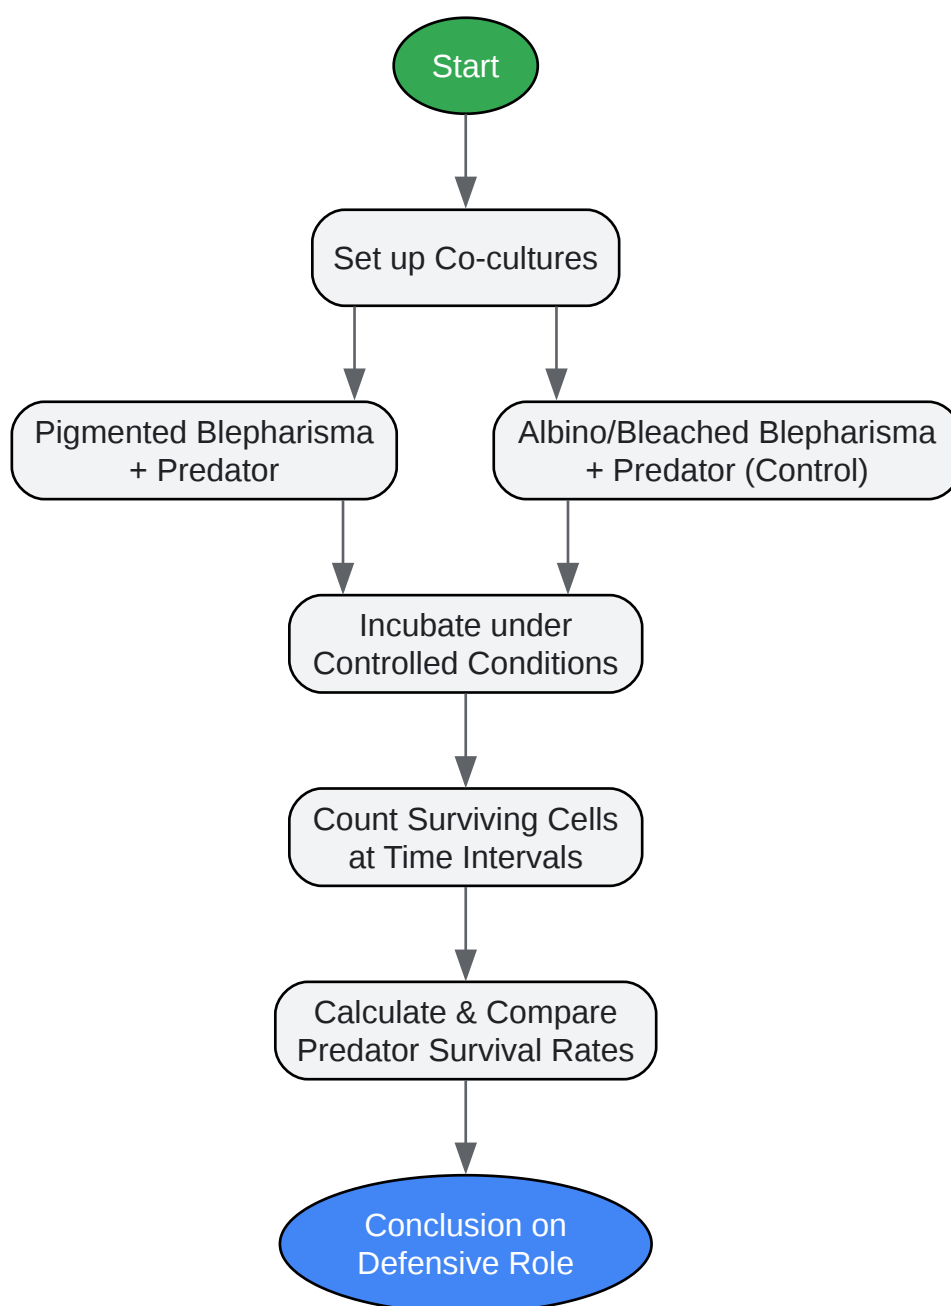 Start
Set up Co-cultures
Pigmented Blepharisma
+ Predator
Albino/Bleached Blepharisma
+ Predator (Control)
Incubate under
Controlled Conditions
Count Surviving Cells
at Time Intervals
Calculate & Compare
Predator Survival Rates
Conclusion on
Defensive Role